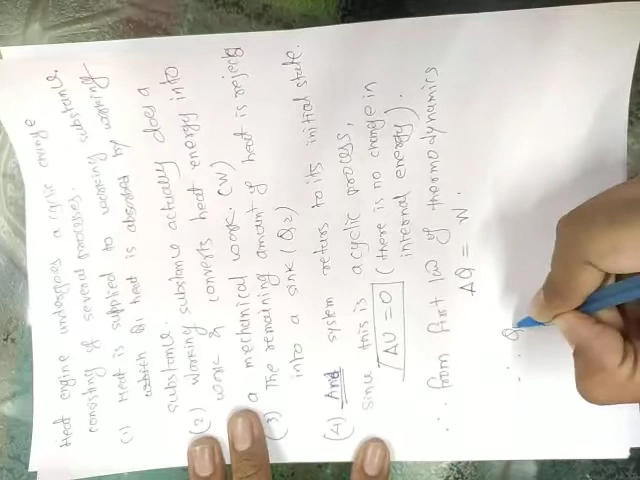 Heat engine undergoes a cyclic change
consisting of several processes.
(1) Heat is supplied to working substance
Q1 heat is absorbed by working
substance.
(2) Working substance actually does a
work & converts heat energy into
a mechanical work. (W)
(3) The remaining amount of heat is rejects
into a sink (Q2)
(4) And system returs to its initial state.
since this is a cyclic process,
ΔU = 0 (there is no change in
internal energy).
∴ from first law of thermodynamics
ΔQ = W.
∴ Q